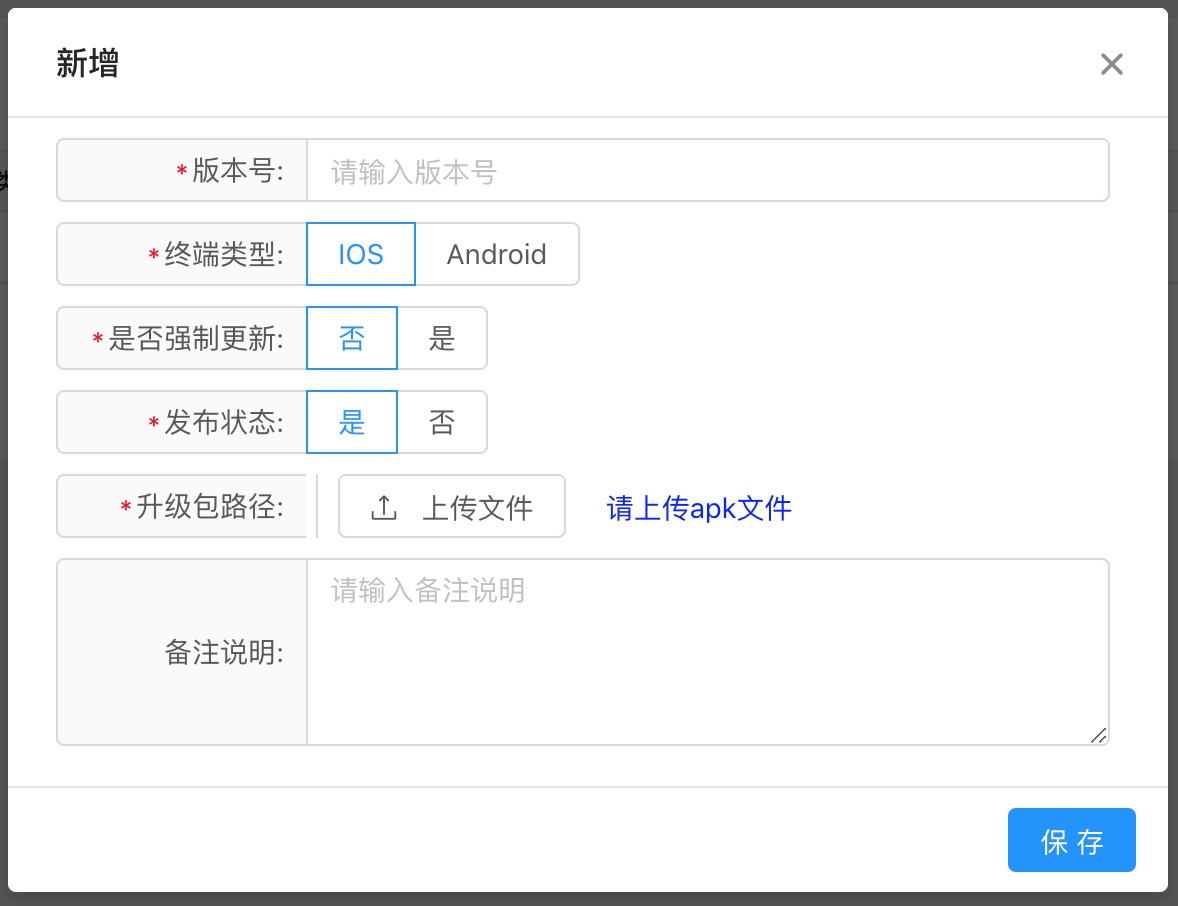 新增
*版本号: 请输入版本号
*终端类型: IOS Android
*是否强制更新: 否 是
*发布状态: 是 否
*升级包路径: 上传文件 请上传apk文件
备注说明: 请输入备注说明
保 存